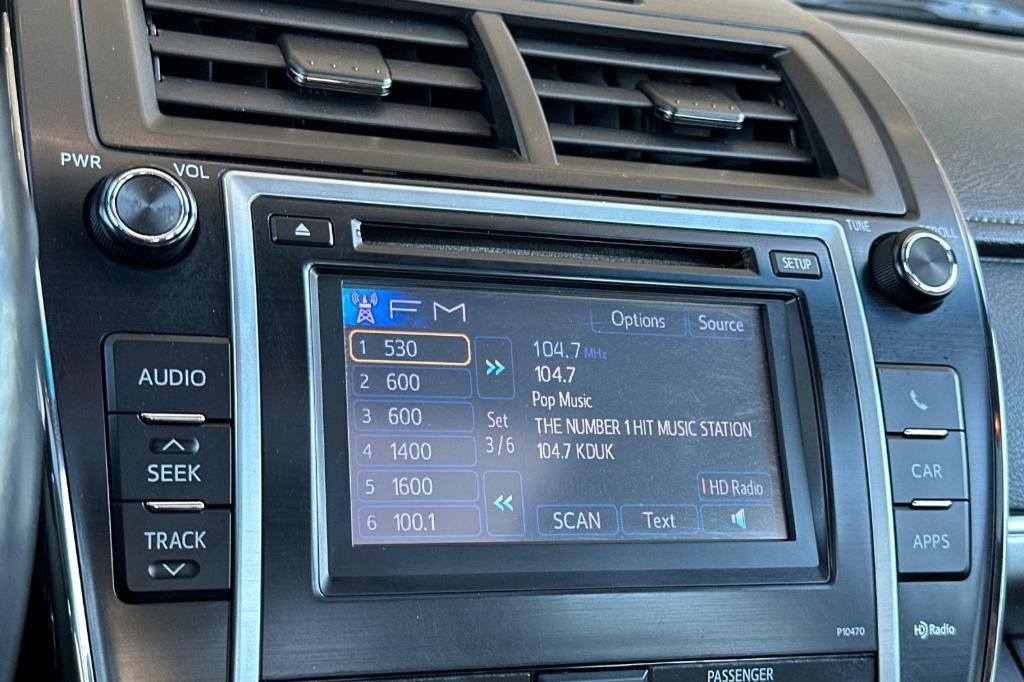 PWR
VOL
TUNE
SETUP
FM
Options
Source
1 530
2 600
3 600
4 1400
5 1600
6 100.1
Set
3/6
104.7 MHz
104.7
Pop Music
THE NUMBER 1 HIT MUSIC STATION
104.7 KDUK
HD Radio
SCAN
Text
AUDIO
SEEK
TRACK
CAR
APPS
P10470
HD Radio
PASSENGER